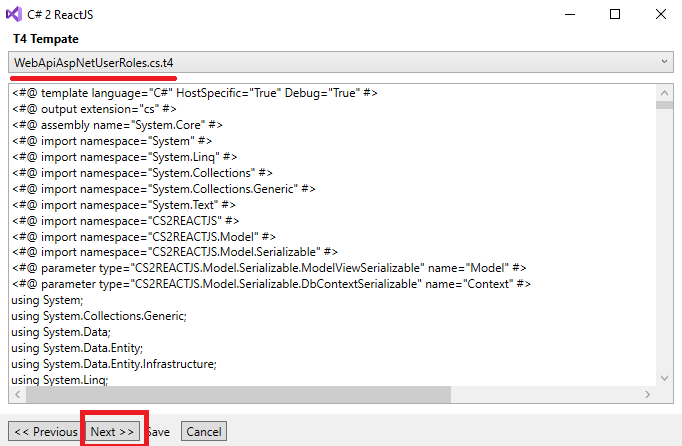 C# 2 ReactJS
T4 Tempate
WebApiAspNetUserRoles.cs.t4
<#@ template language="C#" HostSpecific="True" Debug="True" #>
<#@ output extension="cs" #>
<#@ assembly name="System.Core" #>
<#@ import namespace="System" #>
<#@ import namespace="System.Linq" #>
<#@ import namespace="System.Collections" #>
<#@ import namespace="System.Collections.Generic" #>
<#@ import namespace="System.Text" #>
<#@ import namespace="CS2REACTJS" #>
<#@ import namespace="CS2REACTJS.Model" #>
<#@ import namespace="CS2REACTJS.Model.Serializable" #>
<#@ parameter type="CS2REACTJS.Model.Serializable.ModelViewSerializable" name="Model" #>
<#@ parameter type="CS2REACTJS.Model.Serializable.DbContextSerializable" name="Context" #>
using System;
using System.Collections.Generic;
using System.Data;
using System.Data.Entity;
using System.Data.Entity.Infrastructure;
using System.Linq;
<< Previous Next >> Save Cancel